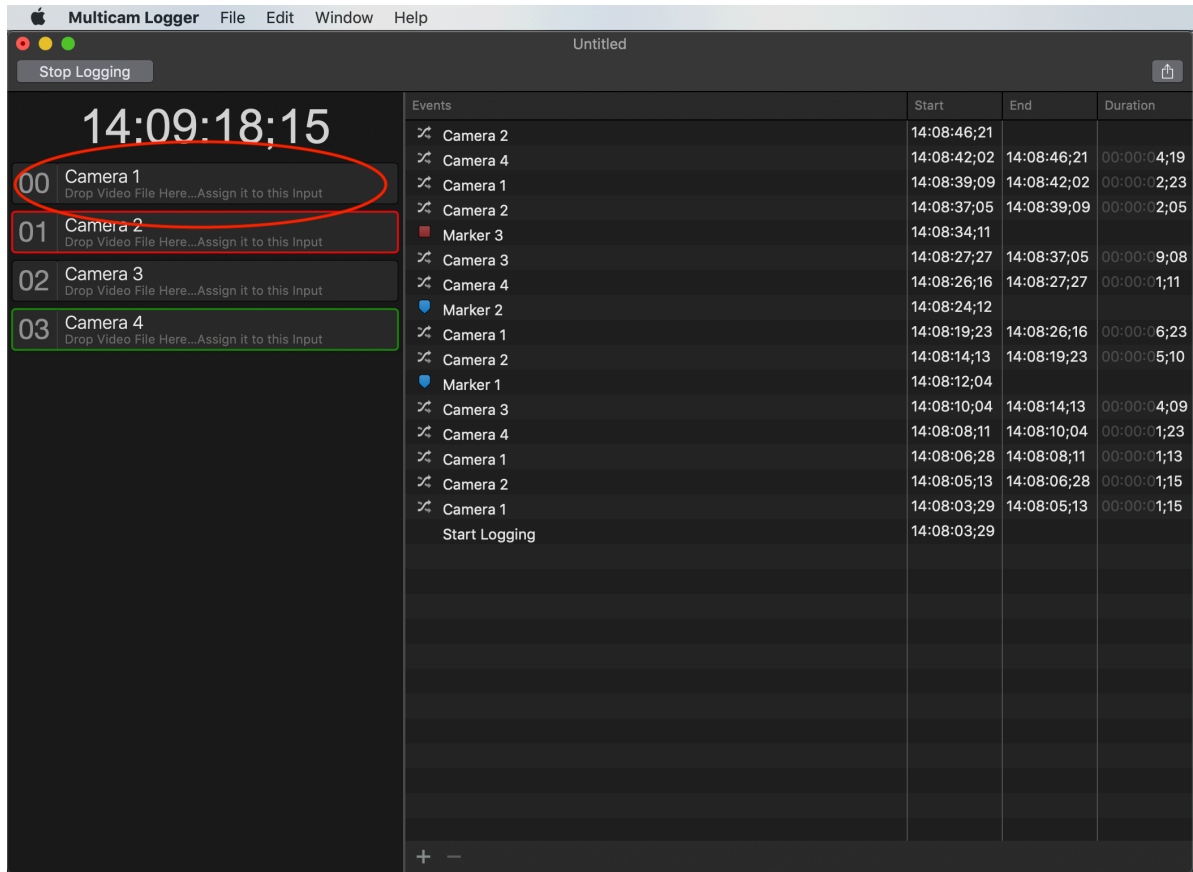 Multicam Logger File Edit Window Help
Untitled
Stop Logging
14:09:18;15
00 Camera 1
Drop Video File Here...Assign it to this Input
01 Camera 2
Drop Video File Here...Assign it to this Input
02 Camera 3
Drop Video File Here...Assign it to this Input
03 Camera 4
Drop Video File Here...Assign it to this Input
Events Start End Duration
Camera 2 14:08:46;21
Camera 4 14:08:42;02 14:08:46;21 00:00:04;19
Camera 1 14:08:39;09 14:08:42;02 00:00:02;23
Camera 2 14:08:37;05 14:08:39;09 00:00:02;05
Marker 3 14:08:34;11
Camera 3 14:08:27;27 14:08:37;05 00:00:09;08
Camera 4 14:08:26;16 14:08:27;27 00:00:01;11
Marker 2 14:08:24;12
Camera 1 14:08:19;23 14:08:26;16 00:00:06;23
Camera 2 14:08:14;13 14:08:19;23 00:00:05;10
Marker 1 14:08:12;04
Camera 3 14:08:10;04 14:08:14;13 00:00:04;09
Camera 4 14:08:08;11 14:08:10;04 00:00:01;23
Camera 1 14:08:06;28 14:08:08;11 00:00:01;13
Camera 2 14:08:05;13 14:08:06;28 00:00:01;15
Camera 1 14:08:03;29 14:08:05;13 00:00:01;15
Start Logging 14:08:03;29